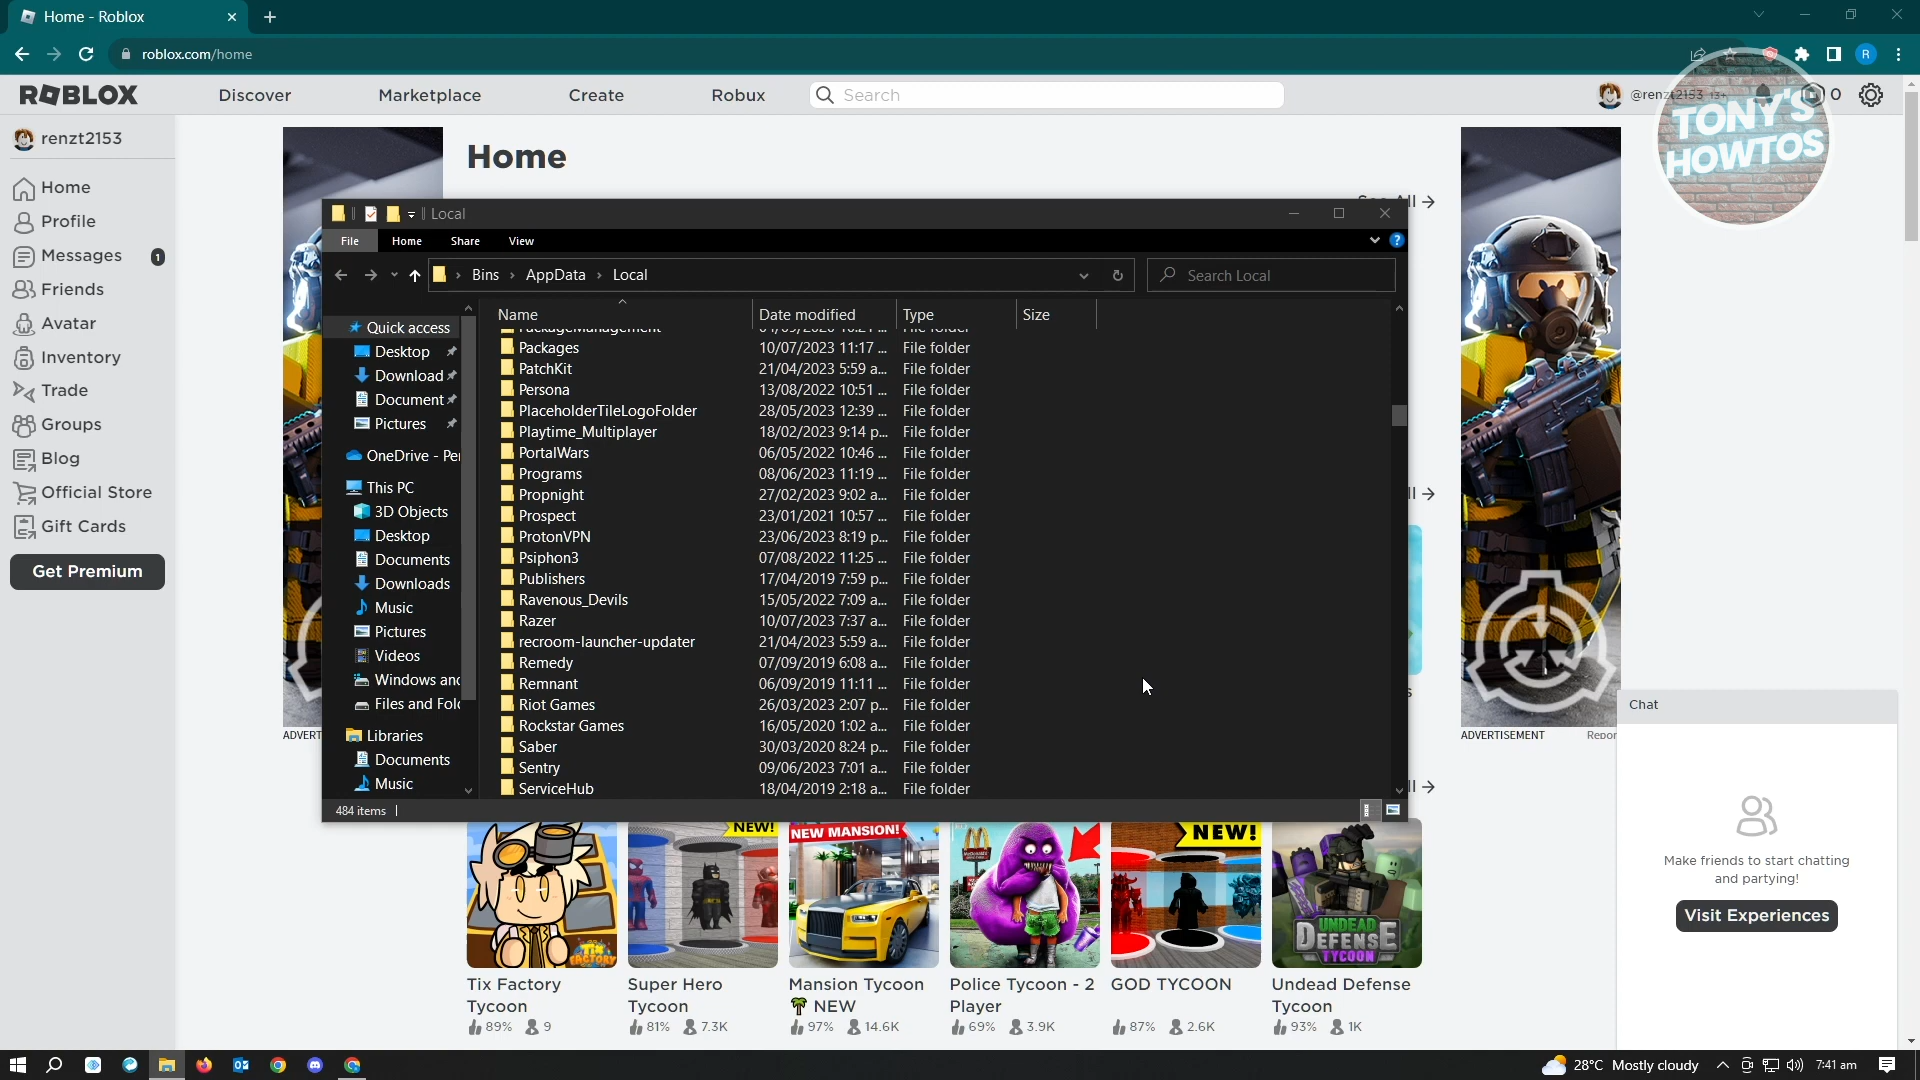 Home - Roblox
roblox.com/home
R
ROBLOX
Discover
Marketplace
Create
Robux
Search
@renzt2153 13+
0
TONY'S
HOWTOS
renzt2153
Home
Profile
Messages
1
Friends
Avatar
Inventory
Trade
Groups
Blog
Official Store
Gift Cards
Get Premium
Home
Local
File
Home
Share
View
?
Bins
AppData
Local
Search Local
Quick access
Desktop
Download
Document
Pictures
OneDrive - Per
This PC
3D Objects
Desktop
Documents
Downloads
Music
Pictures
Videos
Windows and
Files and Fold
Libraries
Documents
Music
Name
Date modified
Type
Size
PackageManagement
Packages 10/07/2023 11:17 ... File folder
PatchKit 21/04/2023 5:59 a... File folder
Persona 13/08/2022 10:51 ... File folder
PlaceholderTileLogoFolder 28/05/2023 12:39 ... File folder
Playtime_Multiplayer 18/02/2023 9:14 p... File folder
PortalWars 06/05/2022 10:46 ... File folder
Programs 08/06/2023 11:19 ... File folder
Propnight 27/02/2023 9:02 a... File folder
Prospect 23/01/2021 10:57 ... File folder
ProtonVPN 23/06/2023 8:19 p... File folder
Psiphon3 07/08/2022 11:25 ... File folder
Publishers 17/04/2019 7:59 p... File folder
Ravenous_Devils 15/05/2022 7:09 a... File folder
Razer 10/07/2023 7:37 a... File folder
recroom-launcher-updater 21/04/2023 5:59 a... File folder
Remedy 07/09/2019 6:08 a... File folder
Remnant 06/09/2019 11:11 ... File folder
Riot Games 26/03/2023 2:07 p... File folder
Rockstar Games 16/05/2020 1:02 a... File folder
Saber 30/03/2020 8:24 p... File folder
Sentry 09/06/2023 7:01 a... File folder
ServiceHub 18/04/2019 2:18 a... File folder
484 items
ADVERT
ADVERTISEMENT
Repor
Chat
Make friends to start chatting
and partying!
Visit Experiences
TIX
FACTORY
NEW!
NEW MANSION!
McDonald's
NEW!
UNDEAD
DEFENSE
TYCOON
Tix Factory
Tycoon
89% 9
Super Hero
Tycoon
81% 7.3K
Mansion Tycoon
NEW
97% 14.6K
Police Tycoon - 2
Player
69% 3.9K
GOD TYCOON
87% 2.6K
Undead Defense
Tycoon
93% 1K
28°C Mostly cloudy
7:41 am